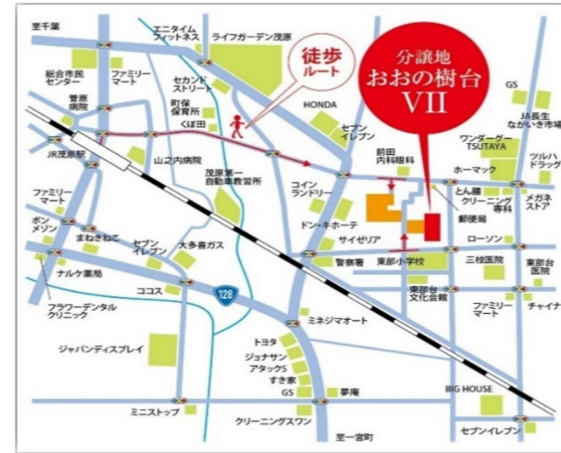 至千葉
エニタイム
フィットネス
ライフガーデン茂原
徒歩
ルート
分譲地
おおの樹台
VII
総合市民
センター
ファミリー
マート
セカンド
ストリート
菅原
病院
町保
保育所
くぼ田
HONDA
セブン
イレブン
GS
JA長生
ながいき市場
ワンダーグー
TSUTAYA
ツルハ
ドラッグ
JR茂原駅
山之内病院
茂原第一
自動車教習所
前田
内科眼科
ホーマック
コイン
ランドリー
とん膳
クリーニング
専科
メガネ
ストア
郵便局
ファミリー
マート
ボン
メゾン
まねきねこ
セブン
イレブン
大多喜ガス
ドン・キホーテ
サイゼリア
ローソン
警察署
東部小学校
三枝医院
東部台
医院
ナルケ薬局
フラワーデンタル
クリニック
ココス
128
東部台
文化会館
ファミリー
マート
チャイナ
ミネジマオート
ジャパンディスプレイ
トヨタ
ジョナサン
アタック5
すき家
GS
夢庵
BIG HOUSE
ミニストップ
クリーニングスワン
セブンイレブン
至一宮町